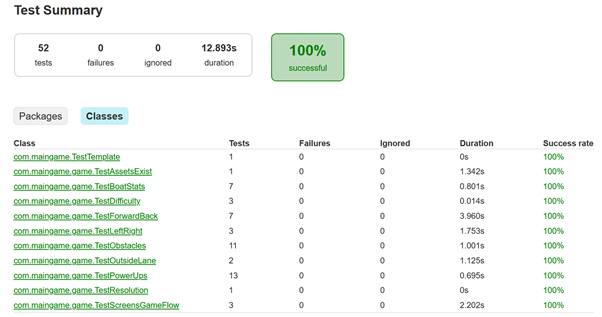 Test Summary
52 0 0 12.893s
tests failures ignored duration
100%
successful
Packages Classes
Class Tests Failures Ignored Duration Success rate
com.maingame.TestTemplate 1 0 0 0s 100%
com.maingame.game.TestAssetsExist 1 0 0 1.342s 100%
com.maingame.game.TestBoatStats 7 0 0 0.801s 100%
com.maingame.game.TestDifficulty 3 0 0 0.014s 100%
com.maingame.game.TestForwardBack 7 0 0 3.960s 100%
com.maingame.game.TestLeftRight 3 0 0 1.753s 100%
com.maingame.game.TestObstacles 11 0 0 1.001s 100%
com.maingame.game.TestOutsideLane 2 0 0 1.125s 100%
com.maingame.game.TestPowerUps 13 0 0 0.695s 100%
com.maingame.game.TestResolution 1 0 0 0s 100%
com.maingame.game.TestScreensGameFlow 3 0 0 2.202s 100%